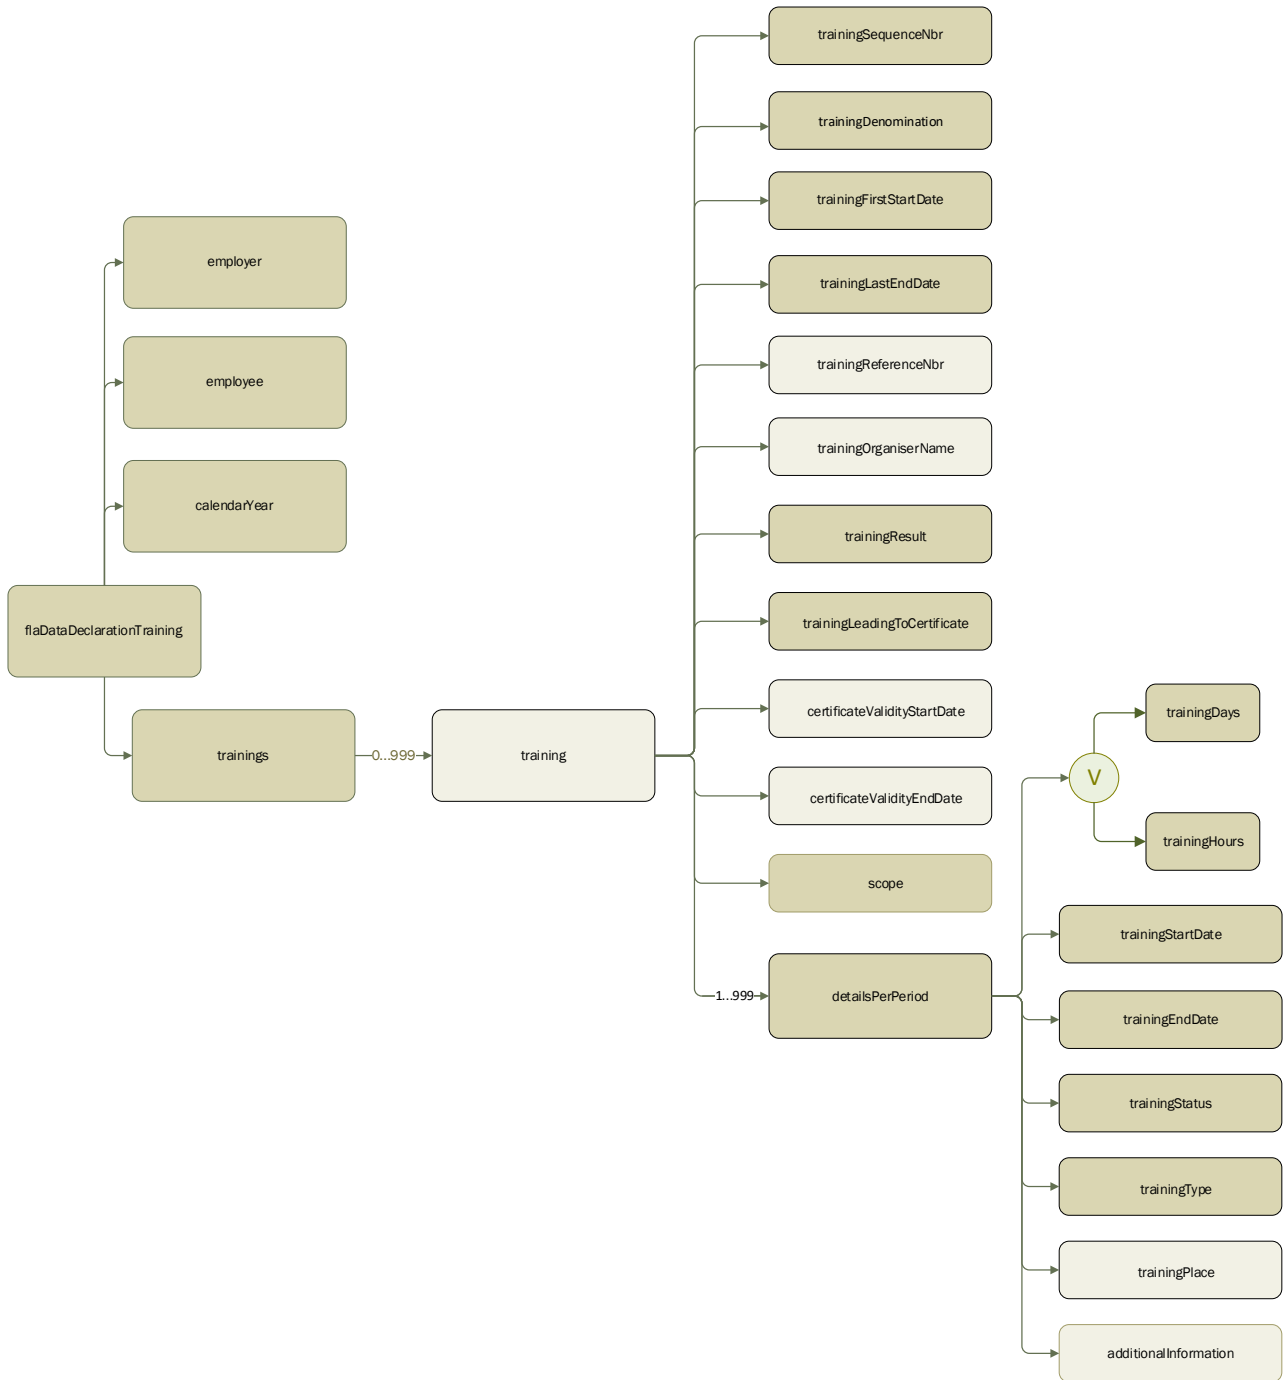 trainingSequenceNbr
trainingDenomination
trainingFirstStartDate
employer
trainingLastEndDate
trainingReferenceNbr
employee
trainingOrganiserName
calendarYear
trainingResult
flaDataDeclarationTraining
trainingLeadingToCertificate
certificateValidityStartDate
trainingDays
trainings
0...999
training
V
certificateValidityEndDate
trainingHours
scope
trainingStartDate
1...999
detailsPerPeriod
trainingEndDate
trainingStatus
trainingType
trainingPlace
additionalInformation